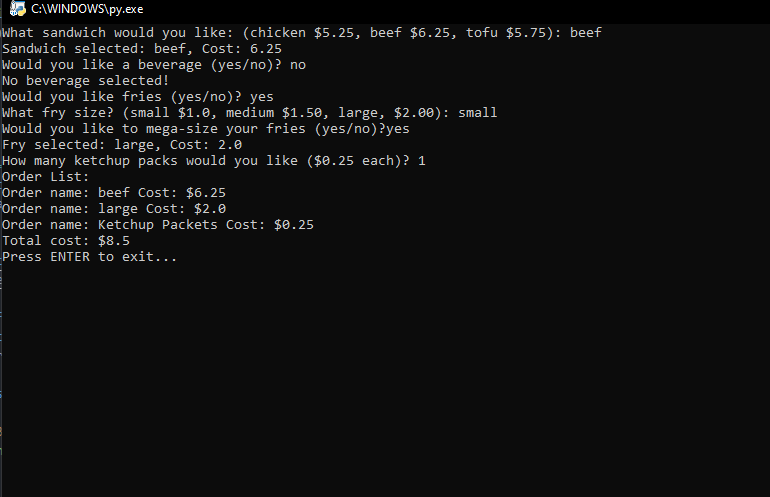 C:\WINDOWS\py.exe
What sandwich would you like: (chicken $5.25, beef $6.25, tofu $5.75): beef
Sandwich selected: beef, Cost: 6.25
Would you like a beverage (yes/no)? no
No beverage selected!
Would you like fries (yes/no)? yes
What fry size? (small $1.0, medium $1.50, large, $2.00): small
Would you like to mega-size your fries (yes/no)?yes
Fry selected: large, Cost: 2.0
How many ketchup packs would you like ($0.25 each)? 1
Order List:
Order name: beef Cost: $6.25
Order name: large Cost: $2.0
Order name: Ketchup Packets Cost: $0.25
Total cost: $8.5
Press ENTER to exit...